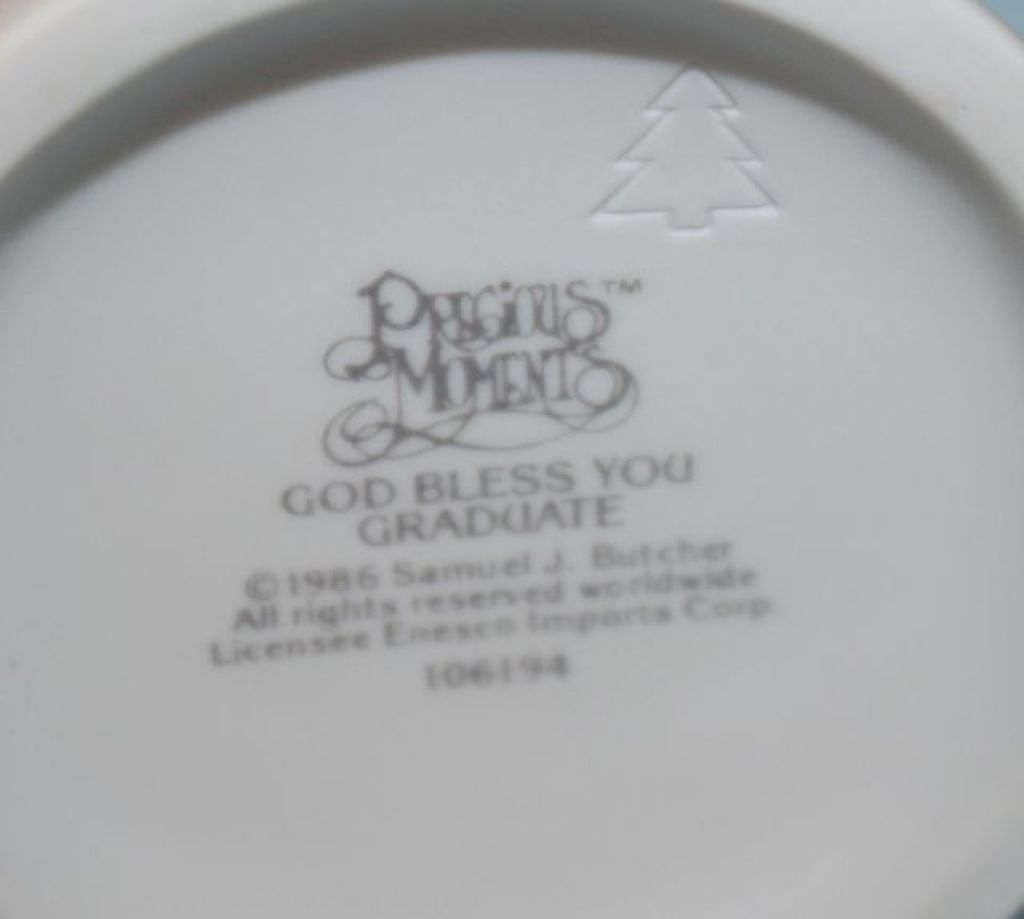 PRECIOUS™
MOMENTS
GOD BLESS YOU
GRADUATE
©1986 Samuel J. Butcher
All rights reserved worldwide
Licensee Enesco Imports Corp.
106194